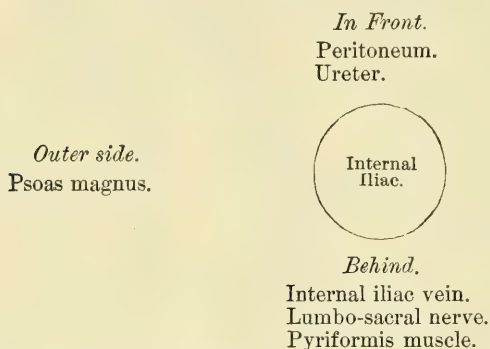 In Front.
Peritoneum.
Ureter.
Outer side.
Psoas magnus.
Internal
Iliac.
Behind.
Internal iliac vein.
Lumbo-sacral nerve.
Pyriformis muscle.